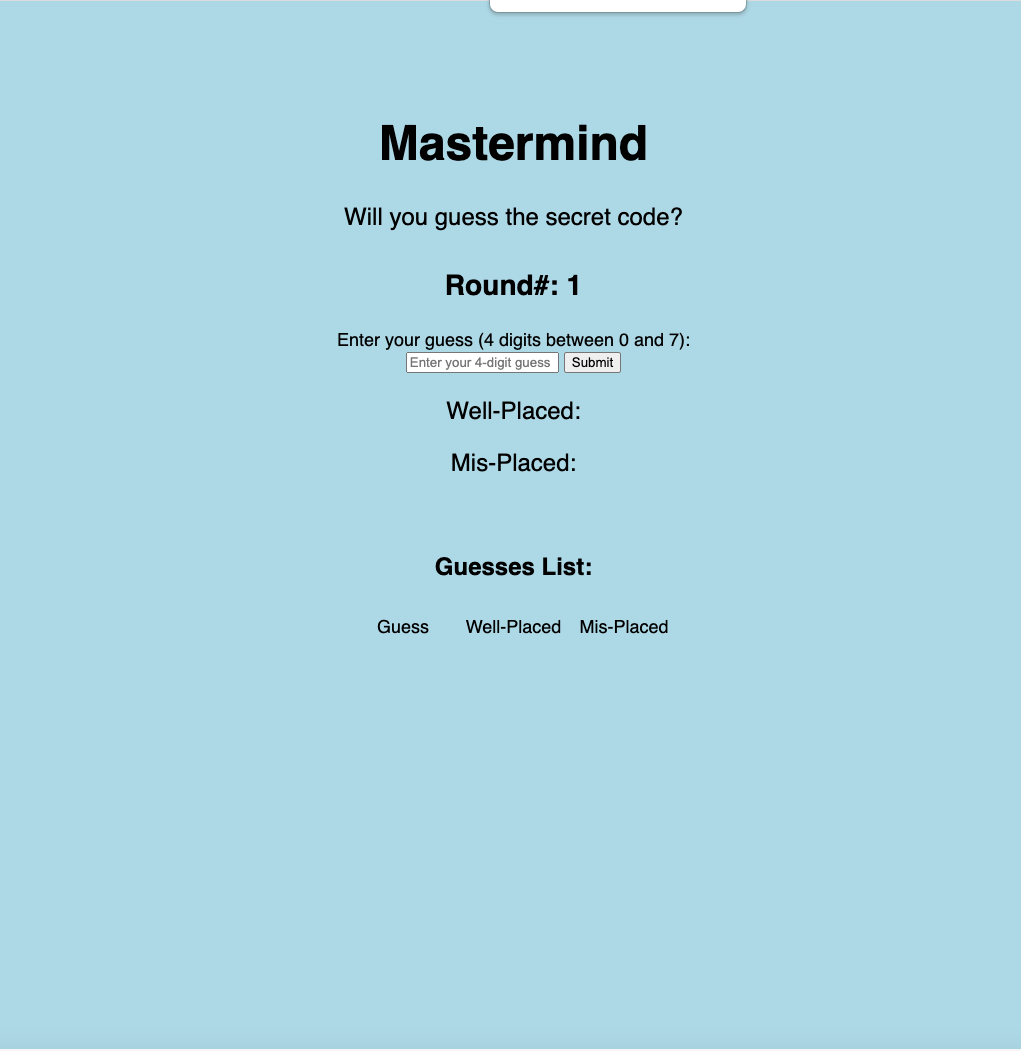 Mastermind
Will you guess the secret code?
Round#: 1
Enter your guess (4 digits between 0 and 7):
Enter your 4-digit guess Submit
Well-Placed:
Mis-Placed:
Guesses List:
Guess Well-Placed Mis-Placed